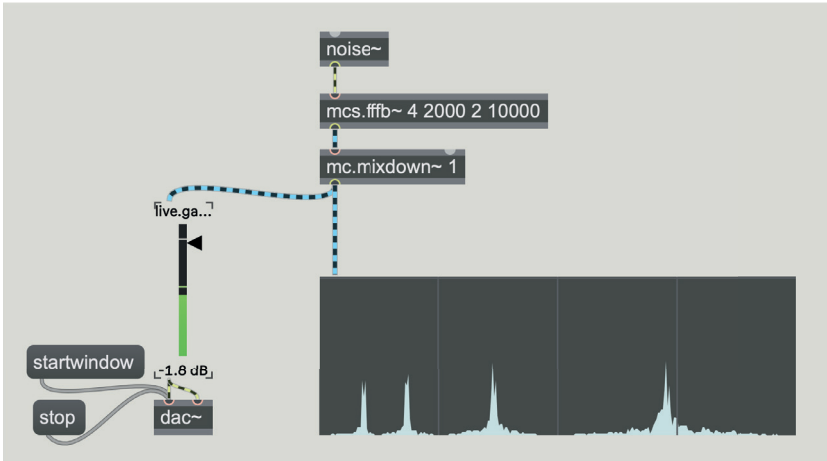 noise~
mcs.fffb~ 4 2000 2 10000
mc.mixdown~ 1
live.ga...
-1.8 dB
startwindow
stop
dac~